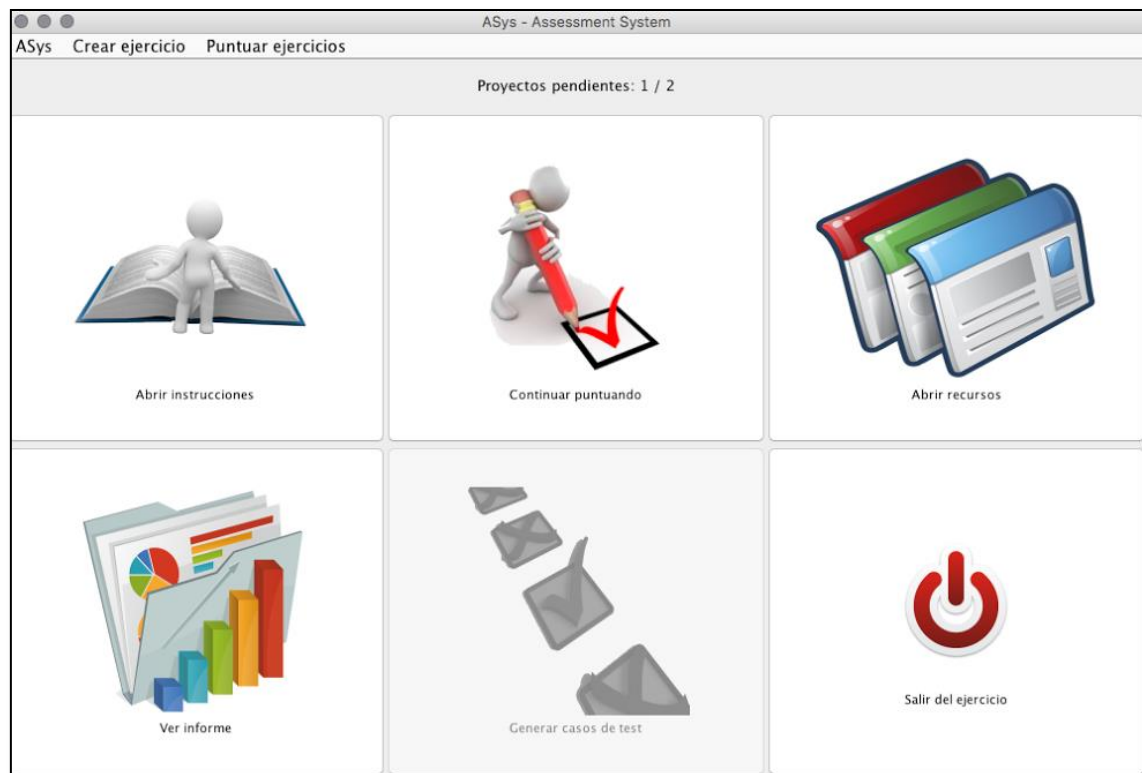 ASys - Assessment System
ASys Crear ejercicio Puntuar ejercicios
Proyectos pendientes: 1 / 2
Abrir instrucciones
Continuar puntuando
Abrir recursos
Ver informe
Generar casos de test
Salir del ejercicio